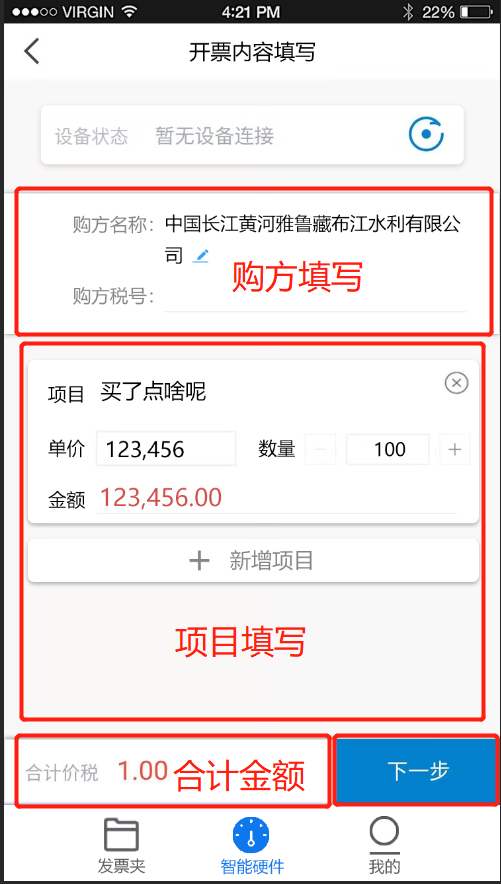 VIRGIN 4:21 PM 22%
开票内容填写
设备状态 暂无设备连接
购方名称: 中国长江黄河雅鲁藏布江水利有限公
司
购方填写
购方税号:
项目 买了点啥呢
单价 123,456 数量 − 100 +
金额 123,456.00
+ 新增项目
项目填写
合计价税 1.00 合计金额 下一步
发票夹 智能硬件 我的